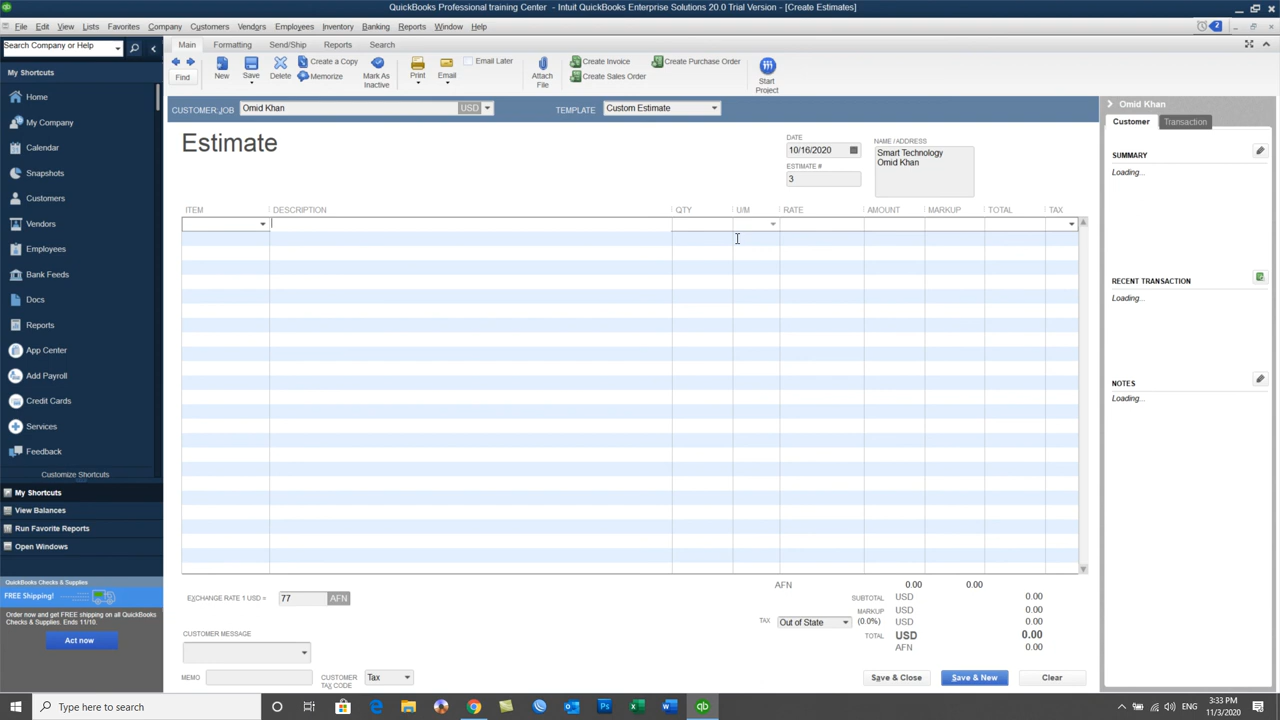 QuickBooks Professional training Center - Intuit QuickBooks Enterprise Solutions 20.0 Trial Version - [Create Estimates]
File Edit View Lists Favorites Company Customers Vendors Employees Inventory Banking Reports Window Help
2
Search Company or Help
My Shortcuts
Home
My Company
Calendar
Snapshots
Customers
Vendors
Employees
Bank Feeds
Docs
Reports
App Center
Add Payroll
Credit Cards
Services
Feedback
Customize Shortcuts
My Shortcuts
View Balances
Run Favorite Reports
Open Windows
QuickBooks Checks & Supplies
FREE Shipping!
Order now and get FREE shipping on all QuickBooks
Checks & Supplies. Ends 11/10.
Act now
Main Formatting Send/Ship Reports Search
Find
New
Save
Delete
Create a Copy
Memorize
Mark As
Inactive
Print
Email
Email Later
Attach
File
Create Invoice
Create Sales Order
Create Purchase Order
Start
Project
CUSTOMER:JOB Omid Khan USD TEMPLATE Custom Estimate
Estimate
DATE
10/16/2020
ESTIMATE #
3
NAME / ADDRESS
Smart Technology
Omid Khan
ITEM DESCRIPTION QTY U/M RATE AMOUNT MARKUP TOTAL TAX
AFN 0.00 0.00
EXCHANGE RATE 1 USD = 77 AFN
SUBTOTAL USD 0.00
MARKUP USD 0.00
TAX Out of State (0.0%) USD 0.00
TOTAL USD 0.00
AFN 0.00
CUSTOMER MESSAGE
MEMO
CUSTOMER
TAX CODE
Tax
Save & Close
Save & New
Clear
Omid Khan
Customer Transaction
SUMMARY
Loading...
RECENT TRANSACTION
Loading...
NOTES
Loading...
Type here to search
ENG
3:33 PM
11/3/2020